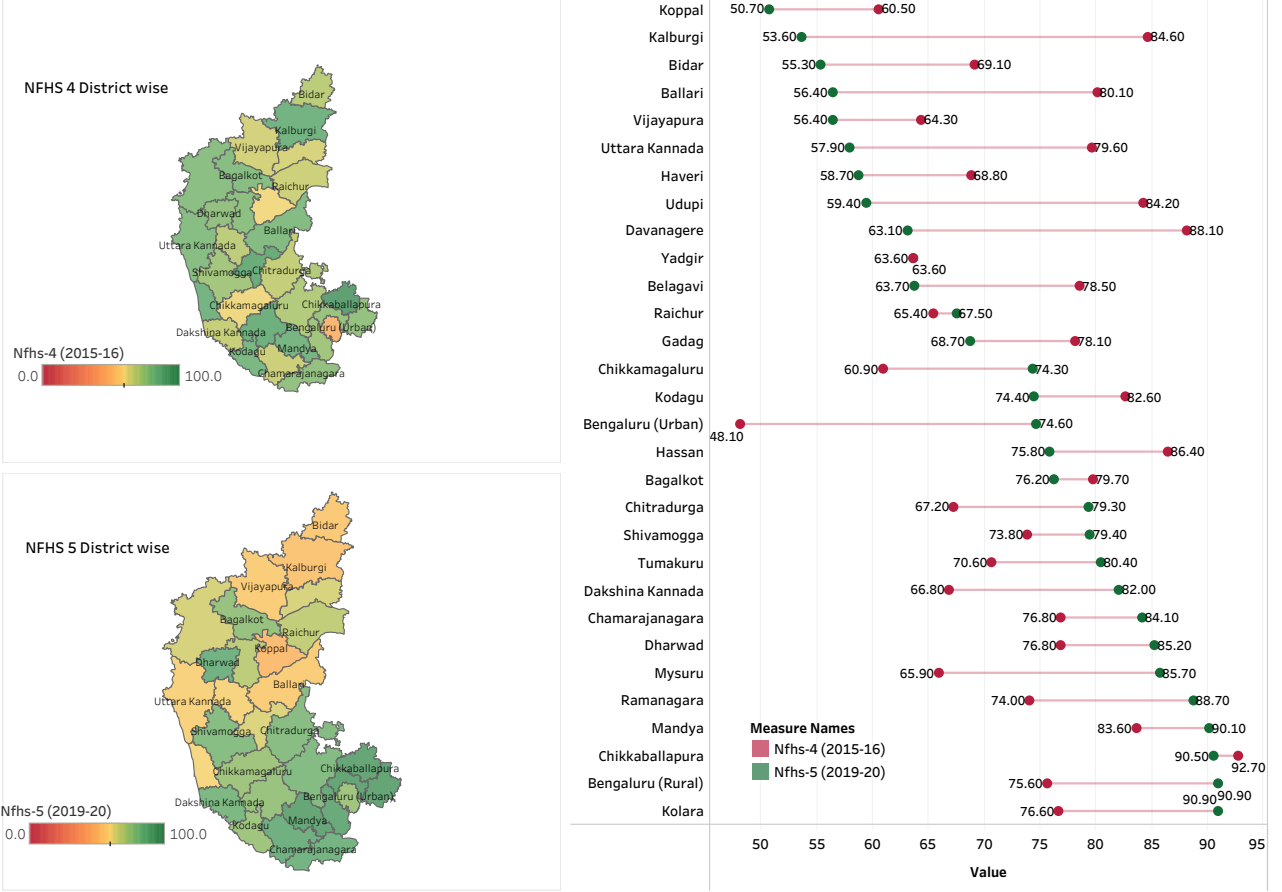 NFHS 4 District wise
Bidar
Kalburgi
Vijayapura
Bagalkot
Raichur
Dharwad
Ballari
Uttara Kannada
Shivamogga
Chitradurga
Chikkamagaluru
Chikkaballapura
Dakshina Kannada
Bengaluru (Urban)
Kodagu
Mandya
Chamarajanagara
Nfhs-4 (2015-16)
0.0
100.0
NFHS 5 District wise
Bidar
Kalburgi
Vijayapura
Bagalkot
Raichur
Koppal
Dharwad
Ballari
Uttara Kannada
Shivamogga
Chitradurga
Chikkamagaluru
Chikkaballapura
Dakshina Kannada
Bengaluru (Urban)
Kodagu
Mandya
Chamarajanagara
Nfhs-5 (2019-20)
0.0
100.0
Koppal 50.70 60.50
Kalburgi 53.60 84.60
Bidar 55.30 69.10
Ballari 56.40 80.10
Vijayapura 56.40 64.30
Uttara Kannada 57.90 79.60
Haveri 58.70 68.80
Udupi 59.40 84.20
Davanagere 63.10 88.10
Yadgir 63.60
63.60
Belagavi 63.70 78.50
Raichur 65.40 67.50
Gadag 68.70 78.10
Chikkamagaluru 60.90 74.30
Kodagu 74.40 82.60
Bengaluru (Urban) 74.60
48.10
Hassan 75.80 86.40
Bagalkot 76.20 79.70
Chitradurga 67.20 79.30
Shivamogga 73.80 79.40
Tumakuru 70.60 80.40
Dakshina Kannada 66.80 82.00
Chamarajanagara 76.80 84.10
Dharwad 76.80 85.20
Mysuru 65.90 85.70
Ramanagara 74.00 88.70
Mandya 83.60 90.10
Chikkaballapura 90.50
92.70
Bengaluru (Rural) 75.60
90.90
90.90
Kolara 76.60
Measure Names
Nfhs-4 (2015-16)
Nfhs-5 (2019-20)
50 55 60 65 70 75 80 85 90 95
Value